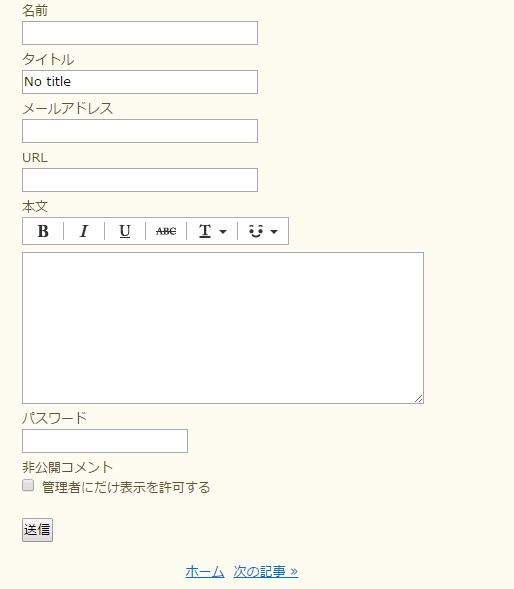 名前
タイトル
No title
メールアドレス
URL
本文
B I U ABC T
パスワード
非公開コメント
管理者にだけ表示を許可する
送信
ホーム 次の記事 »